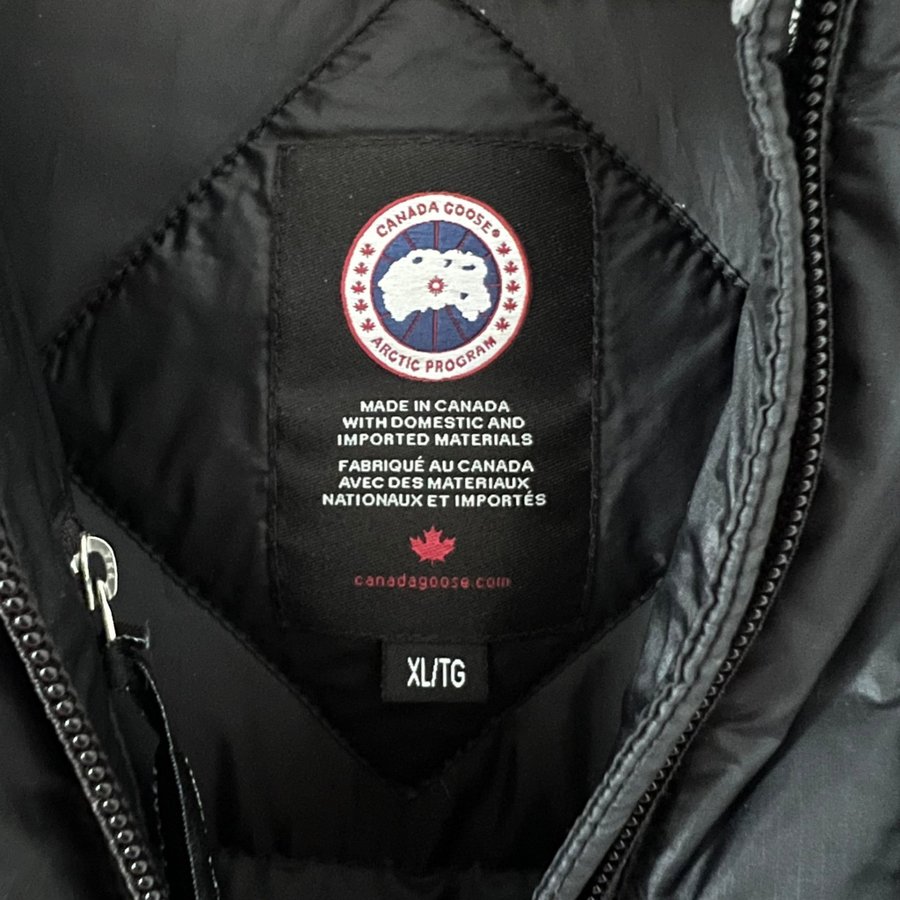 CANADA GOOSE®
ARCTIC PROGRAM
MADE IN CANADA
WITH DOMESTIC AND
IMPORTED MATERIALS
FABRIQUÉ AU CANADA
AVEC DES MATERIAUX
NATIONAUX ET IMPORTÉS
canadagoose.com
XL/TG